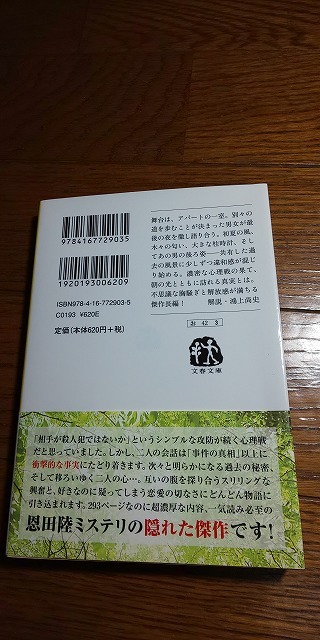 舞台は、アパートの一室。別々の
道を歩むことが決まった男女が最
後の夜を徹し語り合う。初夏の風、
木々の匂い、大きな柱時計、そし
てあの男の後ろ姿──共有した過
去の風景に少しずつ違和感が混じ
り始める。濃密な心理戦の果て、
朝の光とともに訪れる真実とは。
不思議な胸騒ぎと解放感が満ちる
傑作長編!　解説・鴻上尚史
9784167729035
1920193006209
ISBN978-4-16-772903-5
C0193 ¥620E
定価(本体620円+税)
お 42 3
文春文庫
「相手が殺人犯ではないか」というシンプルな攻防が続く心理戦
だと思っていました。しかし、二人の会話は「事件の真相」以上に
衝撃的な事実にたどり着きます。次々と明らかになる過去の秘密、
そして移ろいゆく二人の心…。互いの腹を探り合うスリリングな
興奮と、好きなのに疑ってしまう恋愛の切なさにどんどん物語に
引き込まれます。293ページなのに超濃厚な内容、一気読み必至の
恩田陸ミステリの隠れた傑作です!